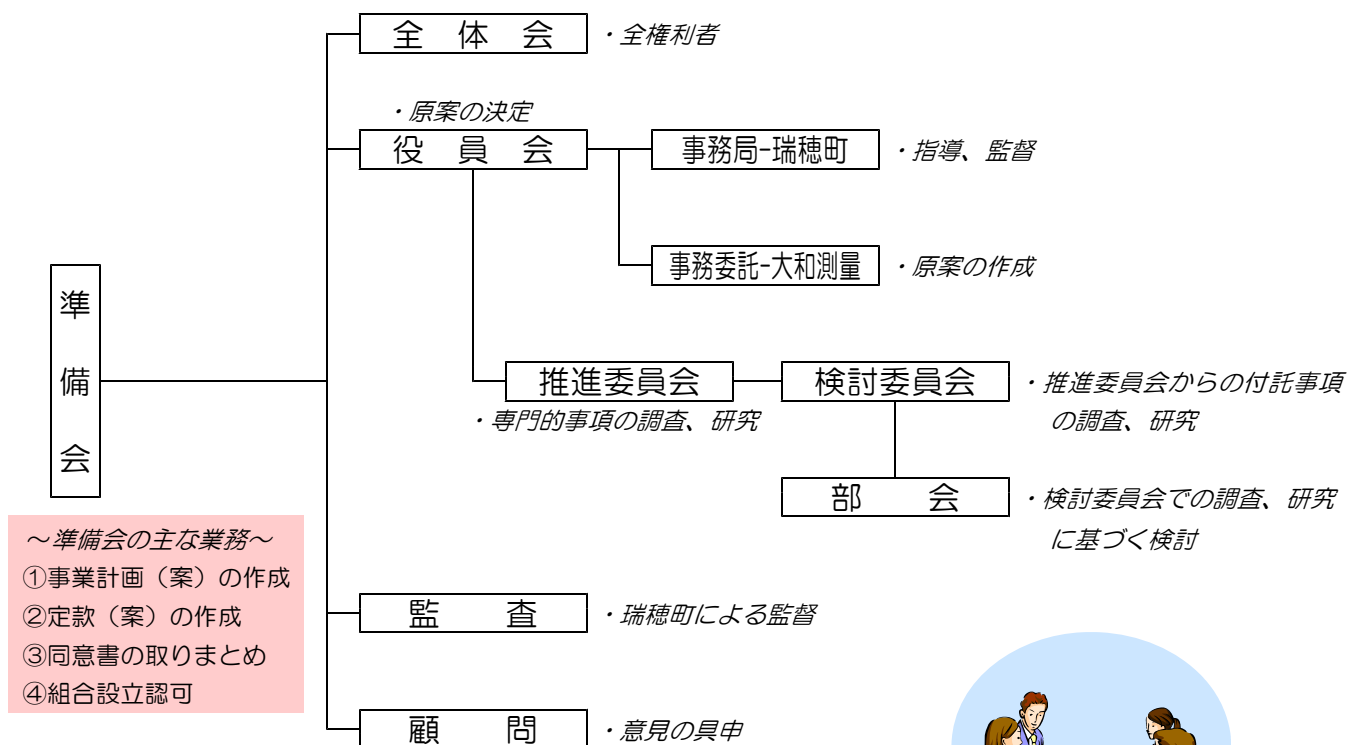 全 体 会 ・全権利者
・原案の決定
役 員 会
事務局-瑞穂町 ・指導、監督
事務委託-大和測量 ・原案の作成
準備会
推進委員会
・専門的事項の調査、研究
検討委員会 ・推進委員会からの付託事項
の調査、研究
部 会 ・検討委員会での調査、研究
に基づく検討
～準備会の主な業務～
①事業計画（案）の作成
②定款（案）の作成
③同意書の取りまとめ
④組合設立認可
監 査 ・瑞穂町による監督
顧 問 ・意見の具申